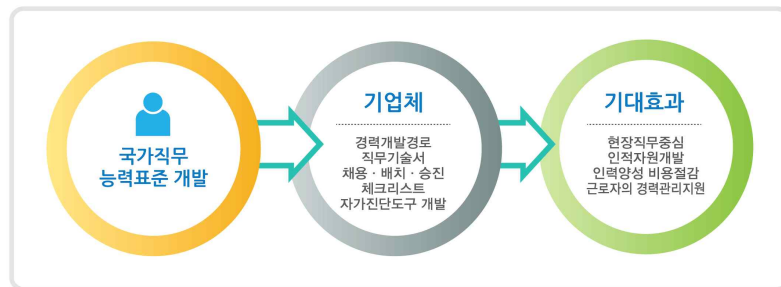 국가직무
능력표준 개발
기업체
경력개발경로
직무기술서
채용 · 배치 · 승진
체크리스트
자가진단도구 개발
기대효과
현장직무중심
인적자원개발
인력양성 비용절감
근로자의 경력관리지원